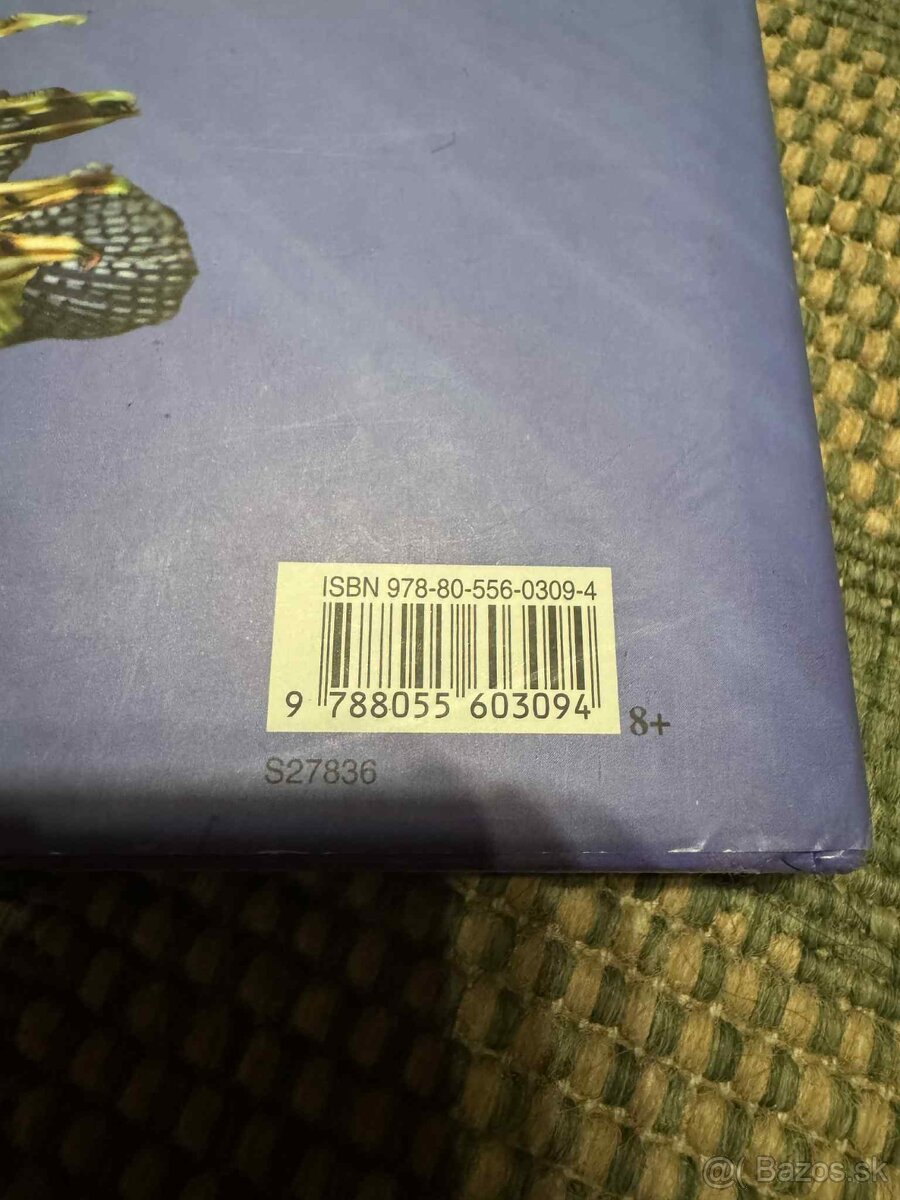 ISBN 978-80-556-0309-4
9 788055 603094
8+
S27836
@( Bazos.sk